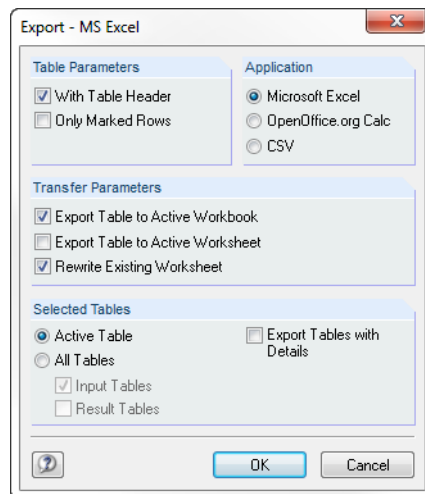 Export - MS Excel
Table Parameters
With Table Header
Only Marked Rows
Application
Microsoft Excel
OpenOffice.org Calc
CSV
Transfer Parameters
Export Table to Active Workbook
Export Table to Active Worksheet
Rewrite Existing Worksheet
Selected Tables
Active Table
All Tables
Input Tables
Result Tables
Export Tables with
Details
OK
Cancel